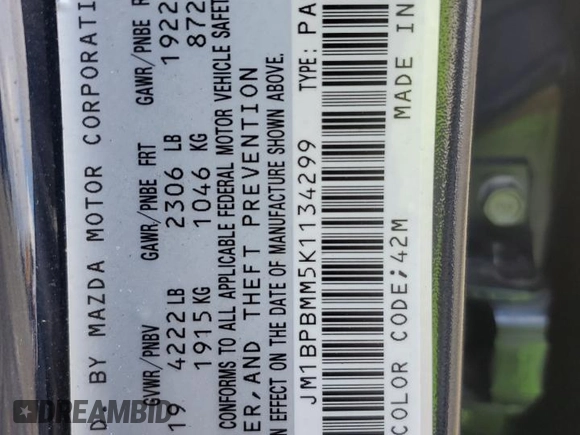 D. BY MAZDA MOTOR CORPORATI
GVWR/PNBV GAWR/PNBE FRT GAWR/PNBE R
19 4222 LB 2306 LB 1922
1915 KG 1046 KG 872
CONFORMS TO ALL APPLICABLE FEDERAL MOTOR VEHICLE SAFET
ER, AND THEFT PREVENTION
IN EFFECT ON THE DATE OF MANUFACTURE SHOWN ABOVE.
JM1BPBMM5K1134299 TYPE: PA
COLOR CODE;42M MADE IN
DREAMBID